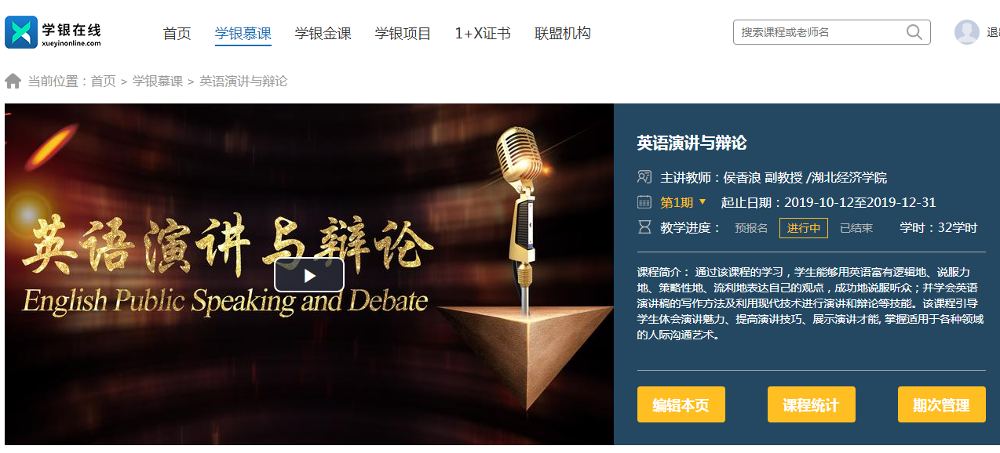 学银在线
xueyinonline.com
首页 学银慕课 学银金课 学银项目 1+X证书 联盟机构
搜索课程或老师名
当前位置：首页 > 学银慕课 > 英语演讲与辩论
英语演讲与辩论
English Public Speaking and Debate
英语演讲与辩论
主讲教师：侯香浪 副教授 /湖北经济学院
第1期 起止日期：2019-10-12至2019-12-31
教学进度： 预报名 进行中 已结束 学时：32学时
课程简介： 通过该课程的学习，学生能够用英语富有逻辑地、说服力
地、策略性地、流利地表达自己的观点，成功地说服听众；并学会英语
演讲稿的写作方法及利用现代技术进行演讲和辩论等技能。该课程引导
学生体会演讲魅力、提高演讲技巧、展示演讲才能, 掌握适用于各种领域
的人际沟通艺术。
编辑本页 课程统计 期次管理